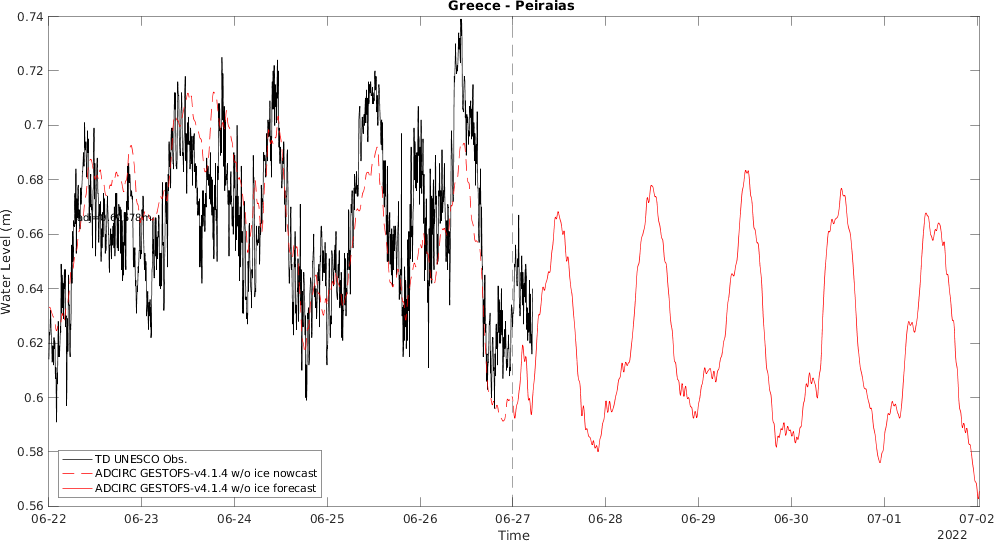 Greece - Peiraias
Water Level (m)
0.74
0.72
0.7
0.68
0.66
0.64
0.62
0.6
0.58
0.56
TD UNESCO Obs.
ADCIRC GESTOFS-v4.1.4 w/o ice nowcast
ADCIRC GESTOFS-v4.1.4 w/o ice forecast
06-22 06-23 06-24 06-25 06-26 06-27 06-28 06-29 06-30 07-01 07-02
Time
2022